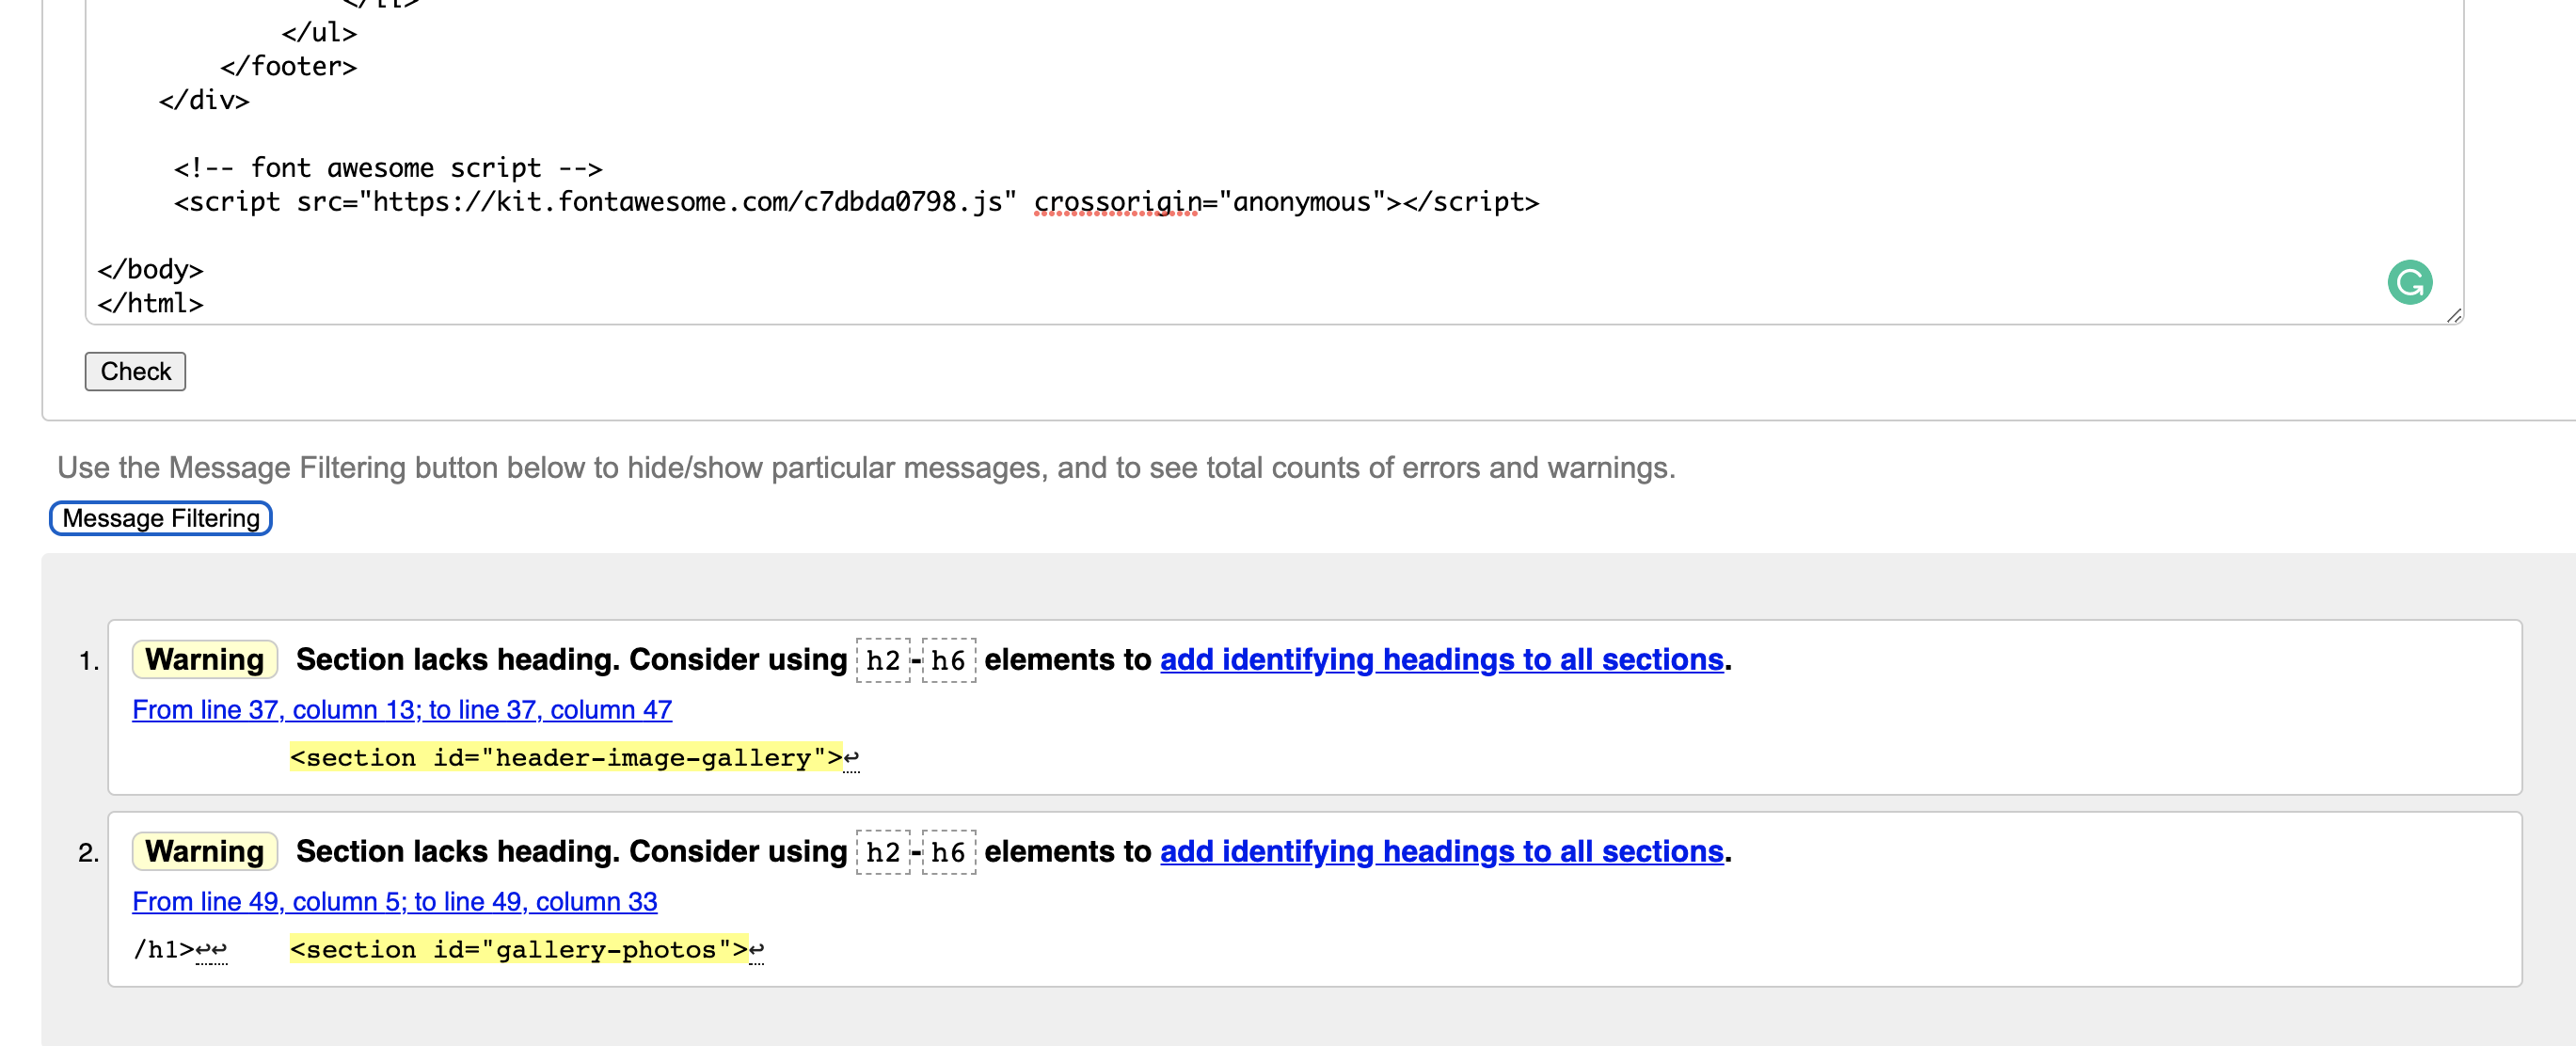 </ul>
</footer>
</div>
<!-- font awesome script -->
<script src="https://kit.fontawesome.com/c7dbda0798.js" crossorigin="anonymous"></script>
</body>
</html>
Check
Use the Message Filtering button below to hide/show particular messages, and to see total counts of errors and warnings.
Message Filtering
1. Warning Section lacks heading. Consider using h2-h6 elements to add identifying headings to all sections.
From line 37, column 13; to line 37, column 47
<section id="header-image-gallery">↩
2. Warning Section lacks heading. Consider using h2-h6 elements to add identifying headings to all sections.
From line 49, column 5; to line 49, column 33
/h1>↩↩ <section id="gallery-photos">↩